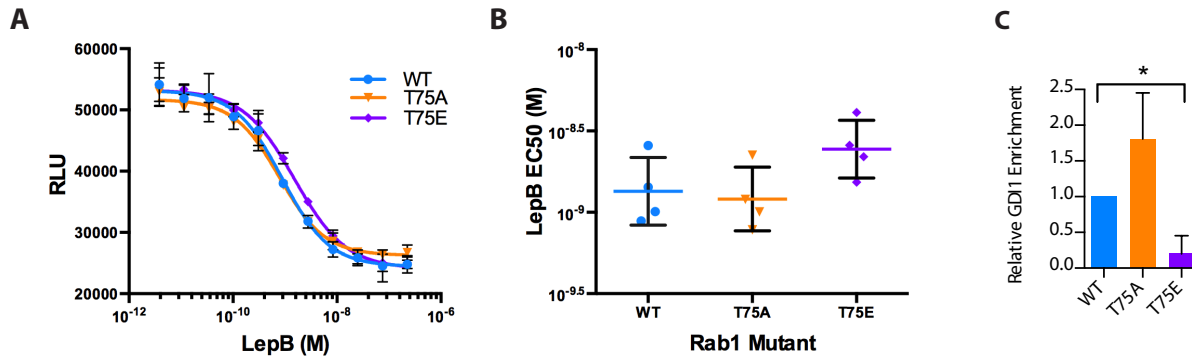 A
60000
50000
40000
30000
20000
RLU
10-12
10-10
10-8
10-6
LepB (M)
WT
T75A
T75E
B
10-8
10-8.5
10-9
10-9.5
LepB EC50 (M)
WT
T75A
T75E
Rab1 Mutant
C
*
2.5
2.0
1.5
1.0
0.5
0.0
Relative GDI1 Enrichment
WT
T75A
T75E